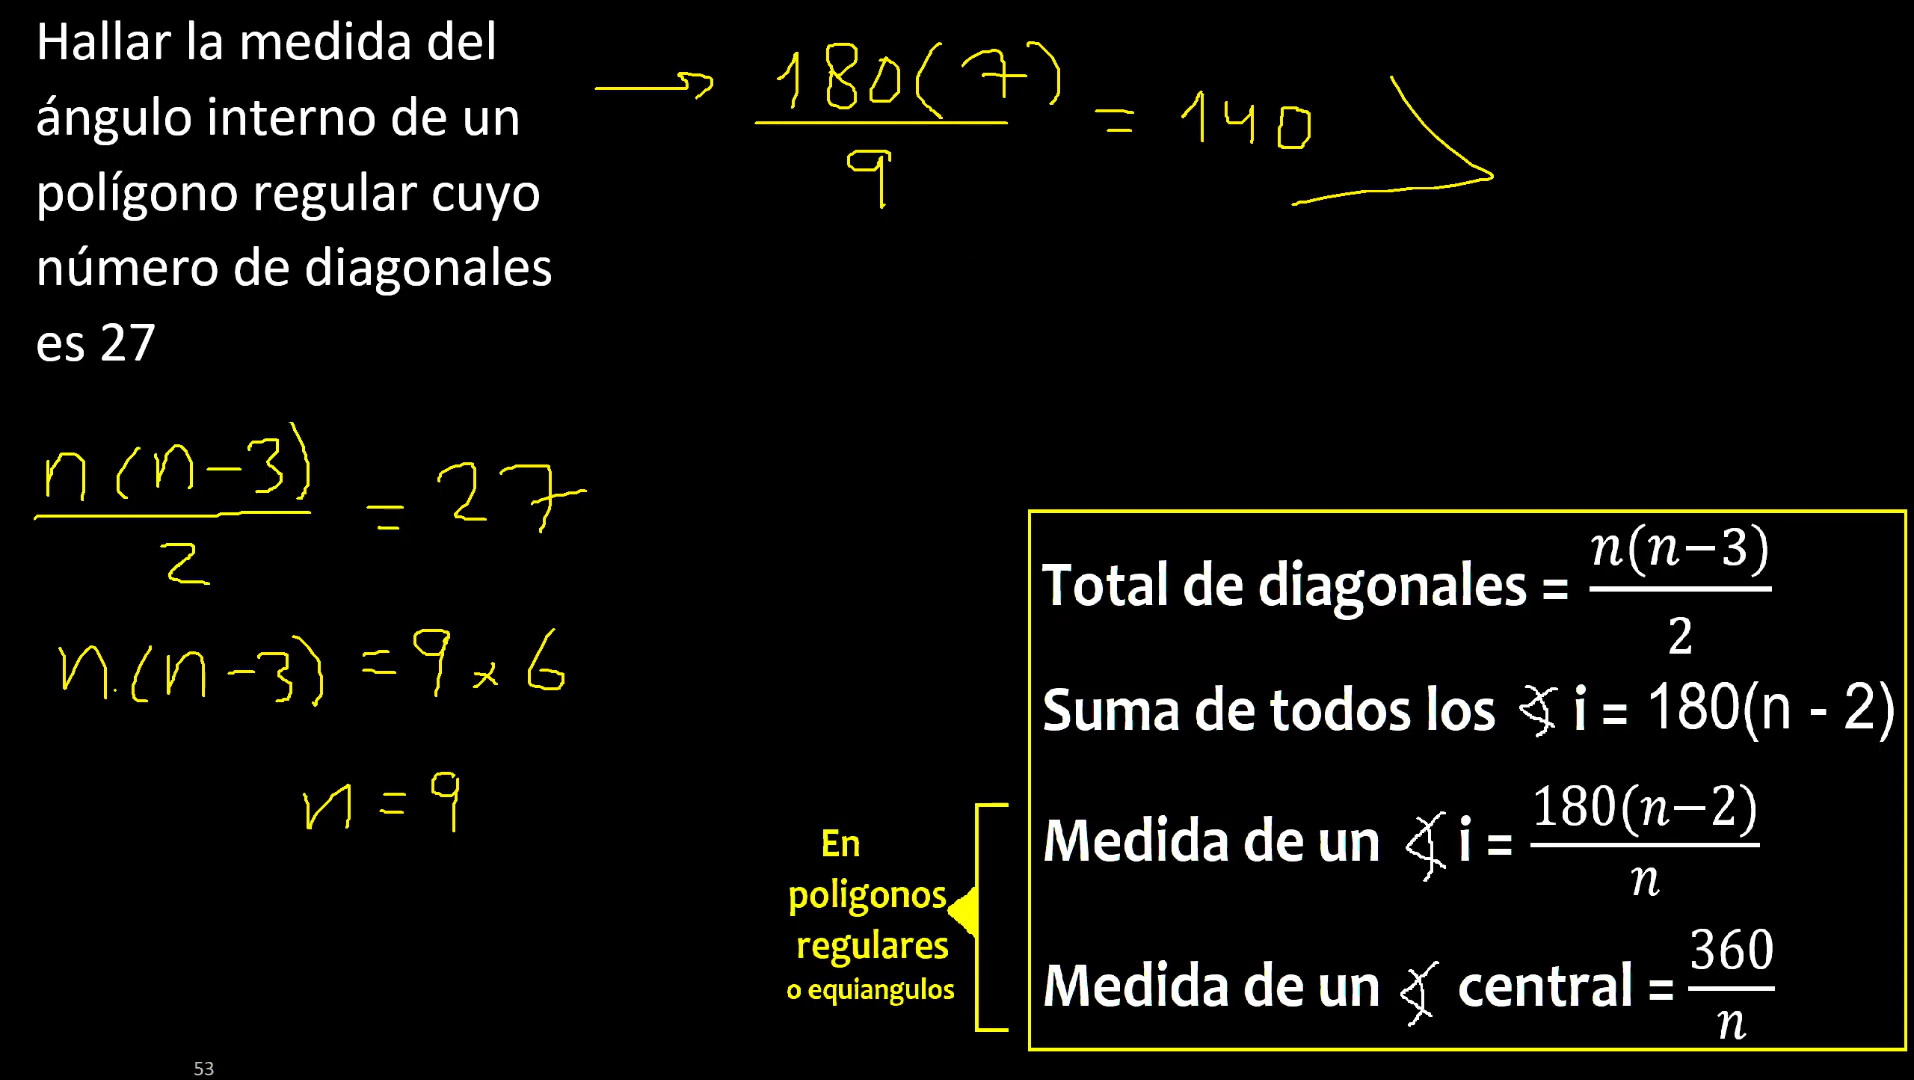 Hallar la medida del
ángulo interno de un
polígono regular cuyo
número de diagonales
es 27
180(7)/9 = 140
n(n-3)/2 = 27
n.(n-3) = 9 x 6
n = 9
Total de diagonales = n(n−3)/2
Suma de todos los ∢ i = 180(n - 2)
Medida de un ∢ i = 180(n−2)/n
Medida de un ∢ central = 360/n
En
poligonos
regulares
o equiangulos
53